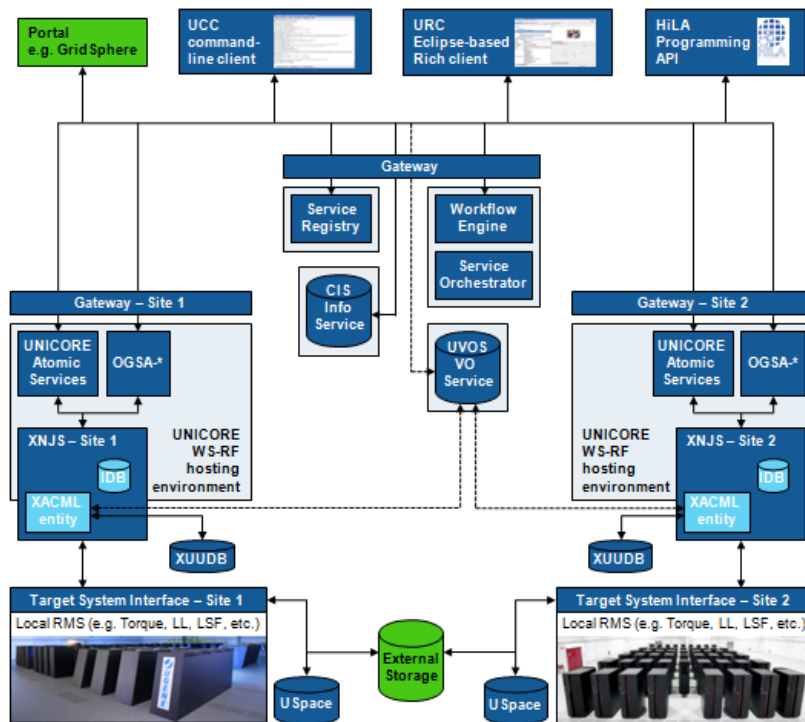 Portal
e.g. GridSphere
UCC
command-
line client
URC
Eclipse-based
Rich client
HiLA
Programming
API
Gateway
Service
Registry
Workflow
Engine
Service
Orchestrator
CIS
Info
Service
UVOS
VO
Service
Gateway – Site 1
UNICORE
Atomic
Services
OGSA-*
XNJS – Site 1
IDB
XACML
entity
UNICORE
WS-RF
hosting
environment
XUUDB
Gateway – Site 2
UNICORE
Atomic
Services
OGSA-*
UNICORE
WS-RF
hosting
environment
XNJS – Site 2
IDB
XACML
entity
XUUDB
Target System Interface – Site 1
Local RMS (e.g. Torque, LL, LSF, etc.)
USpace
External
Storage
Target System Interface – Site 2
Local RMS (e.g. Torque, LL, LSF, etc.)
USpace